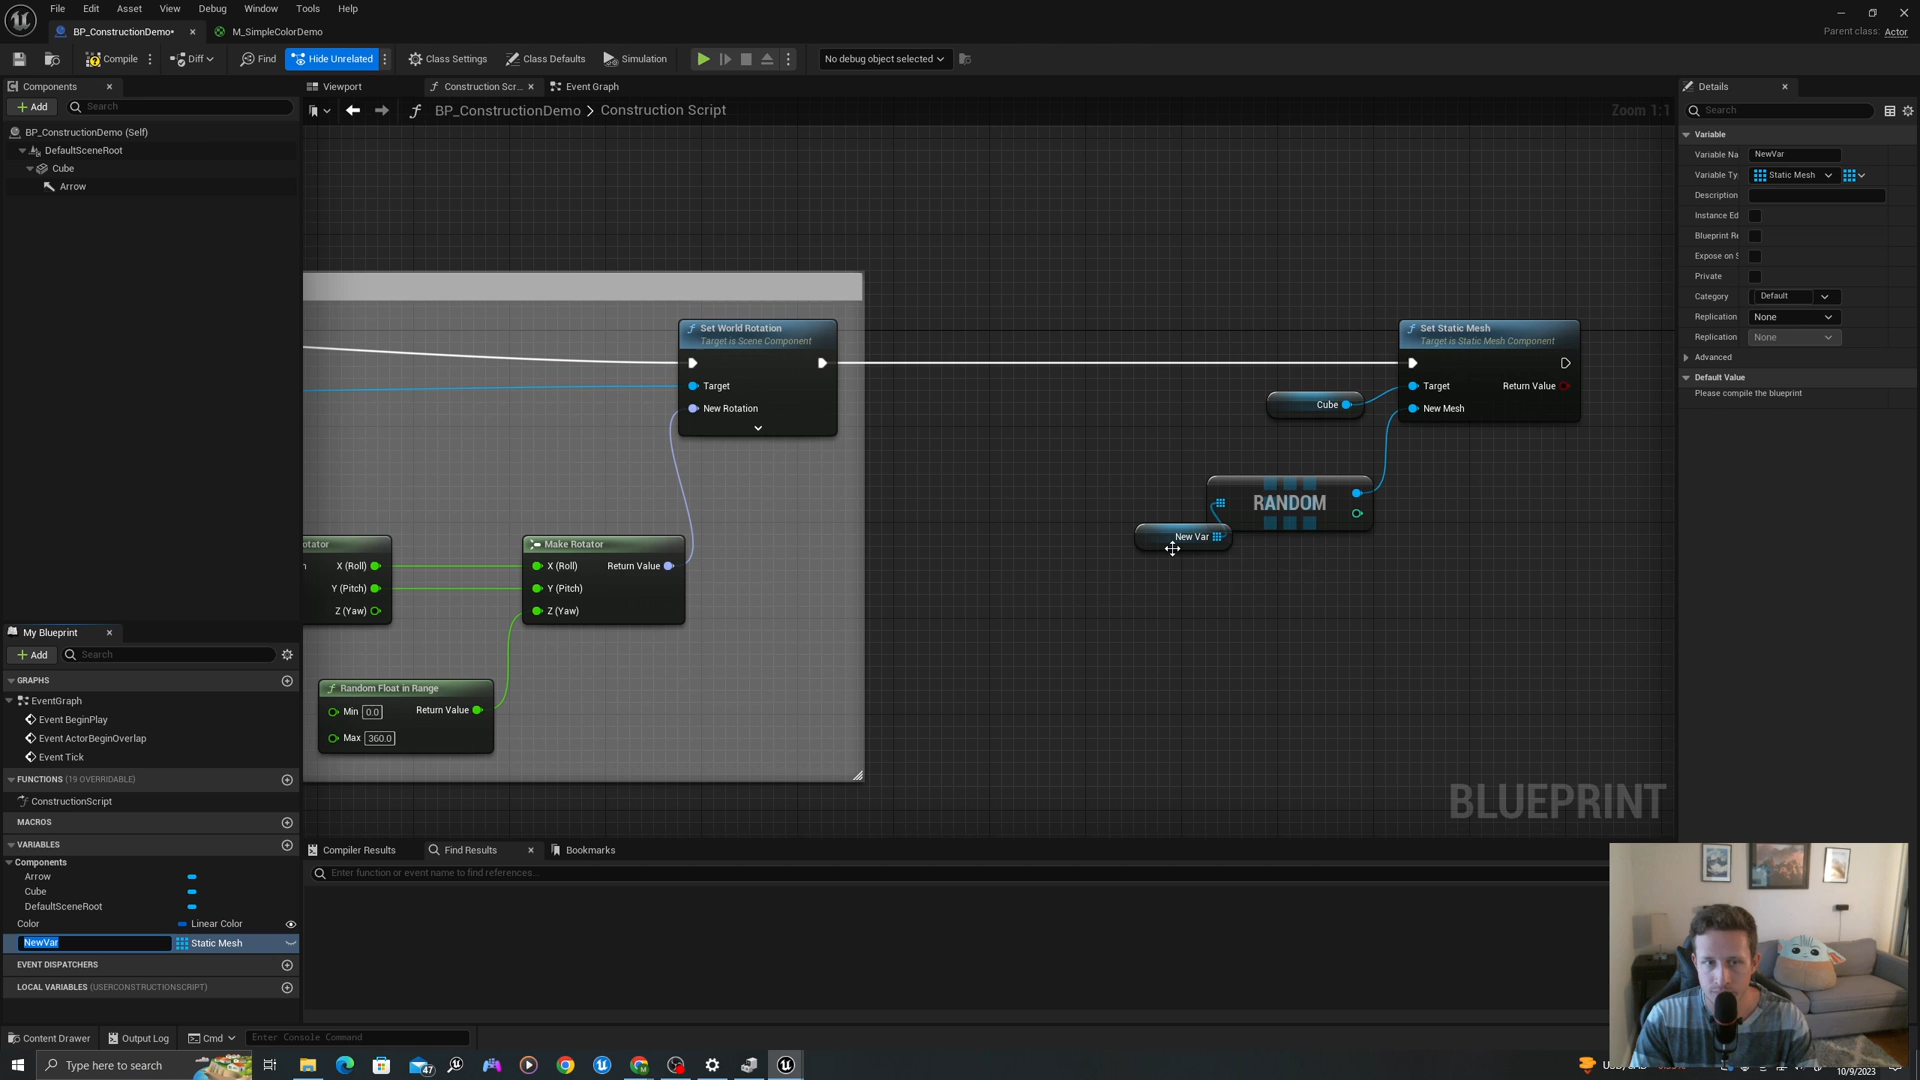 File Edit Asset View Debug Window Tools Help
BP_ConstructionDemo*
M_SimpleColorDemo
Parent class: Actor
Compile
Diff
Find
Hide Unrelated
Class Settings
Class Defaults
Simulation
No debug object selected
Components
Add
Search
BP_ConstructionDemo (Self)
DefaultSceneRoot
Cube
Arrow
Viewport
Construction Scr...
Event Graph
BP_ConstructionDemo > Construction Script
Zoom 1:1
Set World Rotation
Target is Scene Component
Target
New Rotation
Set Static Mesh
Target is Static Mesh Component
Target
Return Value
New Mesh
Cube
RANDOM
New Var
otator
X (Roll)
Y (Pitch)
Z (Yaw)
Make Rotator
X (Roll)
Return Value
Y (Pitch)
Z (Yaw)
Random Float in Range
Min 0.0
Return Value
Max 360.0
BLUEPRINT
Details
Search
Variable
Variable Na
NewVar
Variable Ty
Static Mesh
Description
Instance Ed
Blueprint Re
Expose on S
Private
Category
Default
Replication
None
Replication
None
Advanced
Default Value
Please compile the blueprint
My Blueprint
Add
Search
GRAPHS
EventGraph
Event BeginPlay
Event ActorBeginOverlap
Event Tick
FUNCTIONS (19 OVERRIDABLE)
ConstructionScript
MACROS
VARIABLES
Components
Arrow
Cube
DefaultSceneRoot
Color
Linear Color
NewVar
Static Mesh
EVENT DISPATCHERS
LOCAL VARIABLES (USERCONSTRUCTIONSCRIPT)
Compiler Results
Find Results
Bookmarks
Enter function or event name to find references...
Content Drawer
Output Log
Cmd
Enter Console Command
Type here to search
47
10/9/2023